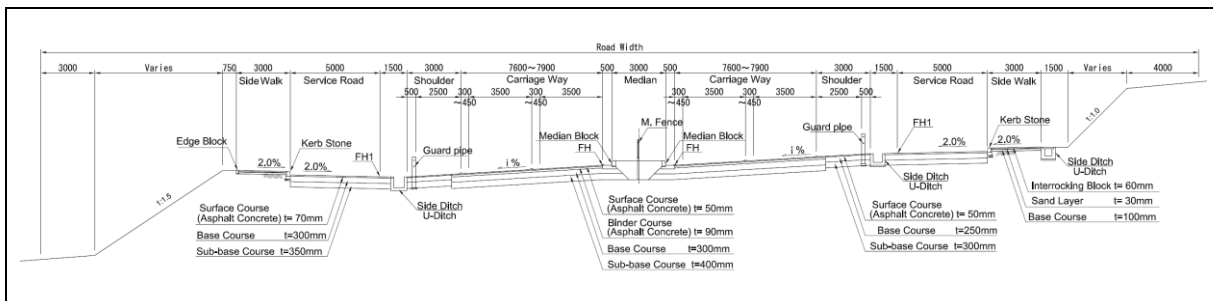 Road Width
3000 Varies 750 3000 5000 1500 3000 7600～7900 500 3000 500 7600～7900 3000 1500 5000 3000 1500 Varies 4000
Side Walk Service Road Shoulder Carriage Way Median Carriage Way Shoulder Service Road Side Walk
500 2500 300 3500 300 3500 300 3500 300 3500 2500 500
～450 ～450 ～450 ～450
M. Fence
Edge Block Kerb Stone Guard pipe Median Block Median Block Guard pipe FH1 Kerb Stone
FH1 FH FH
2.0% 2.0% i% i% 2.0% 2.0%
1:1.5
1:1.0
Side Ditch
U-Ditch
Side Ditch
U-Ditch
Side Ditch
U-Ditch
Surface Course
(Asphalt Concrete) t= 70mm
Base Course t=300mm
Sub-base Course t=350mm
Surface Course
(Asphalt Concrete) t= 50mm
Binder Course
(Asphalt Concrete) t= 90mm
Base Course t=300mm
Sub-base Course t=400mm
Surface Course
(Asphalt Concrete) t= 50mm
Base Course t=250mm
Sub-base Course t=300mm
Interrocking Block t= 60mm
Sand Layer t= 30mm
Base Course t=100mm